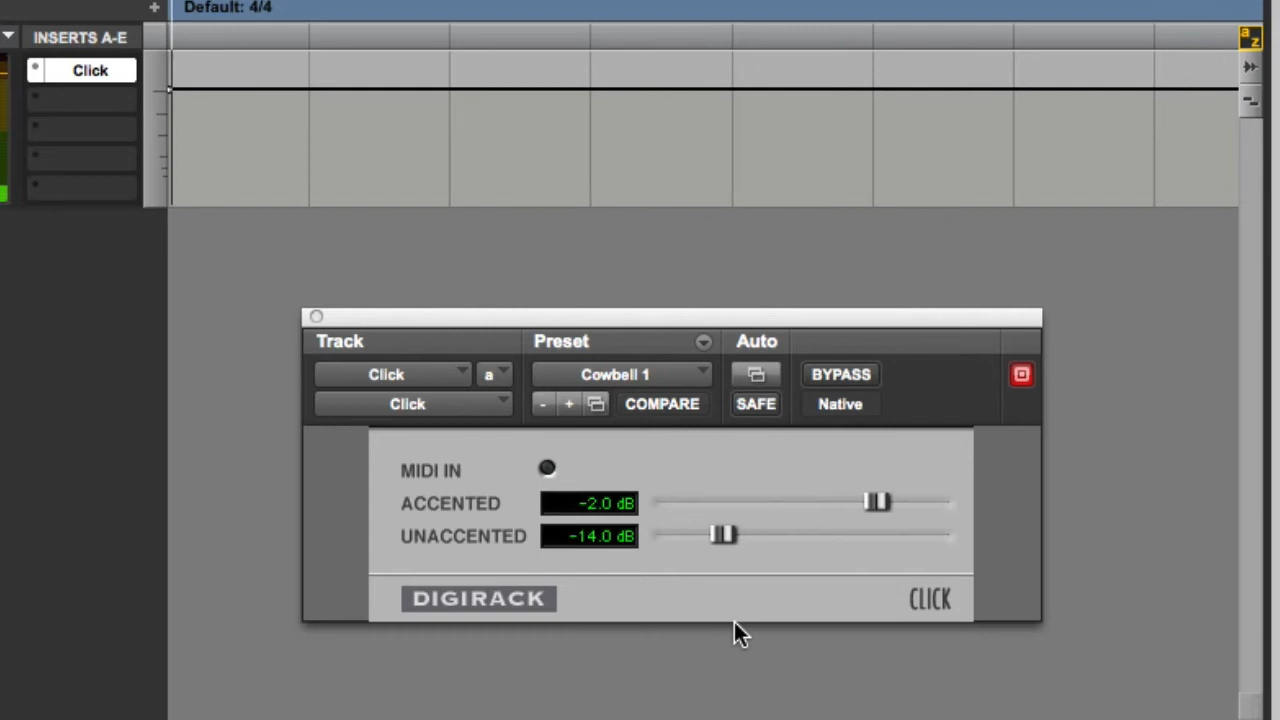 Default: 4/4
INSERTS A-E
a
z
Click
Track
Preset
Auto
Click
a
Cowbell 1
BYPASS
Click
- +
COMPARE
SAFE
Native
MIDI IN
ACCENTED -2.0 dB
UNACCENTED -14.0 dB
DIGIRACK
CLICK